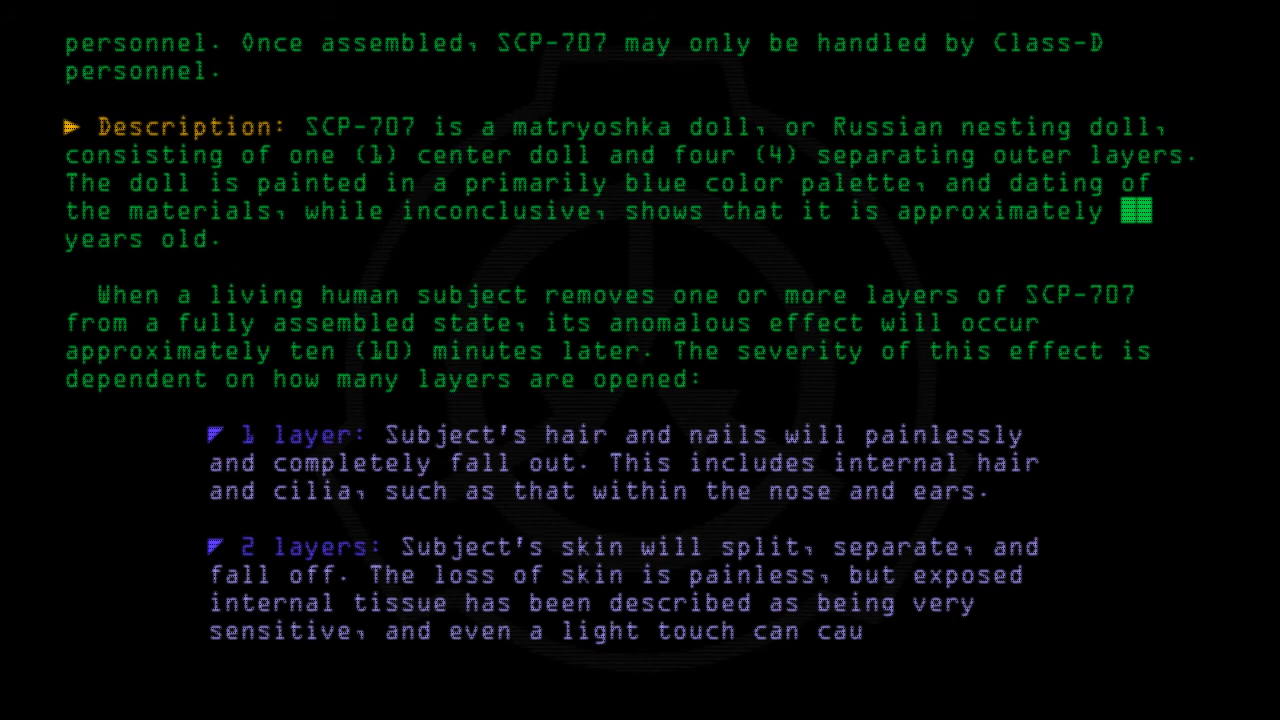 personnel. Once assembled, SCP-707 may only be handled by Class-D
personnel.
► Description: SCP-707 is a matryoshka doll, or Russian nesting doll,
consisting of one (1) center doll and four (4) separating outer layers.
The doll is painted in a primarily blue color palette, and dating of
the materials, while inconclusive, shows that it is approximately ██
years old.
When a living human subject removes one or more layers of SCP-707
from a fully assembled state, its anomalous effect will occur
approximately ten (10) minutes later. The severity of this effect is
dependent on how many layers are opened:
◤ 1 layer: Subject's hair and nails will painlessly
and completely fall out. This includes internal hair
and cilia, such as that within the nose and ears.
◤ 2 layers: Subject's skin will split, separate, and
fall off. The loss of skin is painless, but exposed
internal tissue has been described as being very
sensitive, and even a light touch can cau